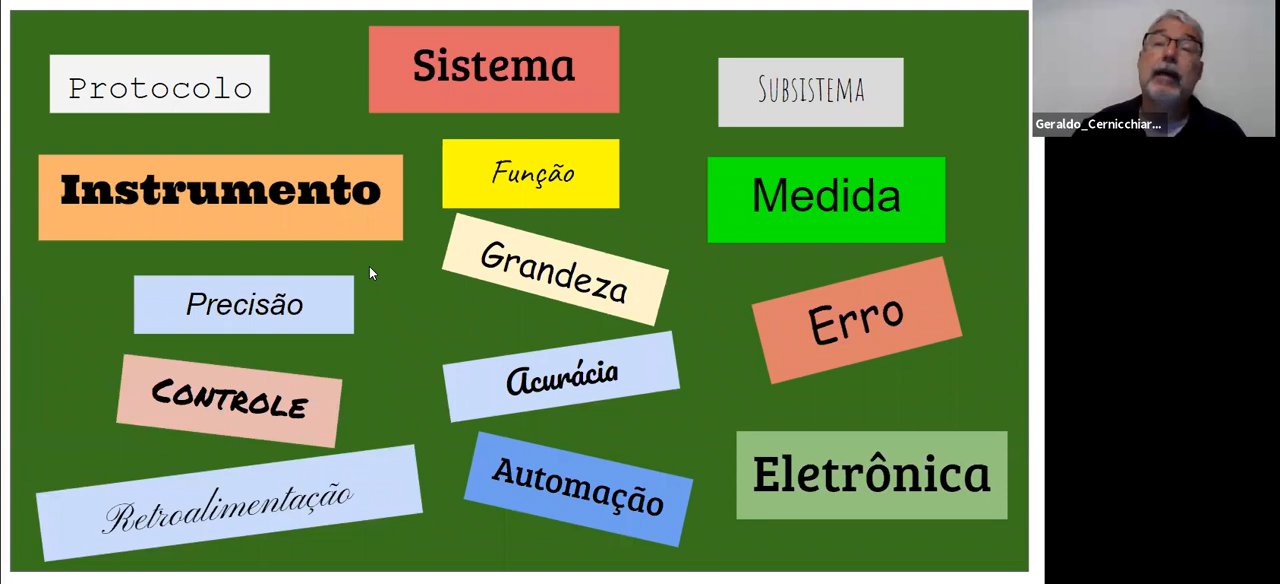 Protocolo
Sistema
Subsistema
Geraldo_Cernicchiar...
Instrumento
Função
Medida
Grandeza
Precisão
Erro
Controle
Acurácia
Retroalimentação
Automação
Eletrônica